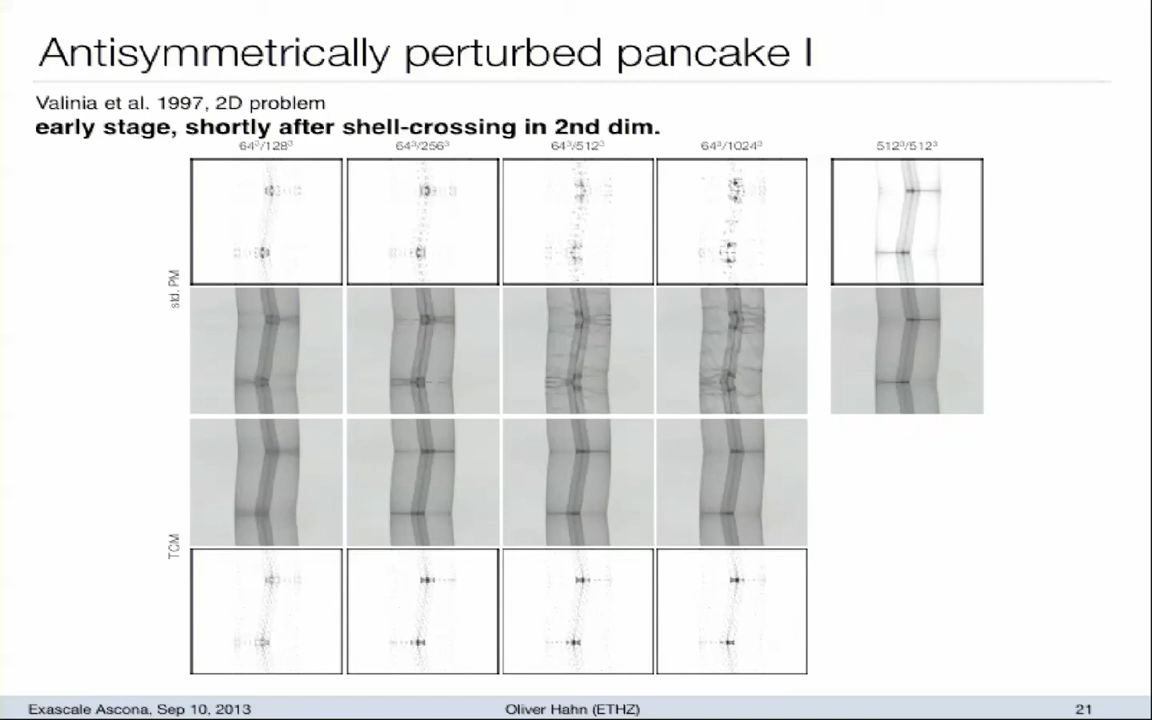 Antisymmetrically perturbed pancake I
Valinia et al. 1997, 2D problem
early stage, shortly after shell-crossing in 2nd dim.
64³/128³ 64³/256³ 64³/512³ 64³/1024³ 512³/512³
std. PM
TCM
Exascale Ascona, Sep 10, 2013 Oliver Hahn (ETHZ) 21